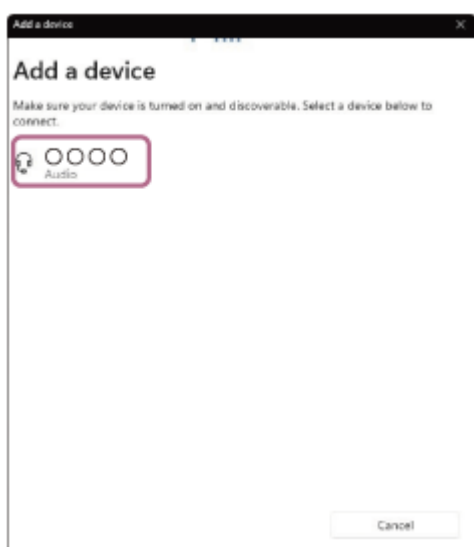 Add a device
Add a device
Make sure your device is turned on and discoverable. Select a device below to
connect.
OOOO
Audio
Cancel